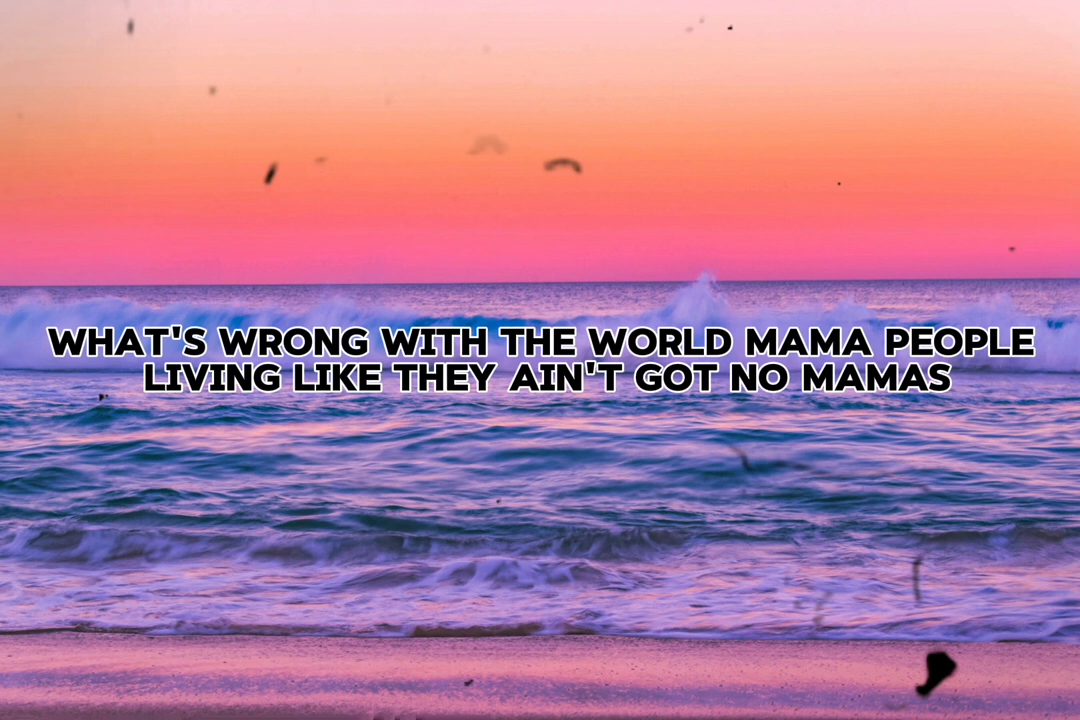 WHAT'S WRONG WITH THE WORLD MAMA PEOPLE
LIVING LIKE THEY AIN'T GOT NO MAMAS